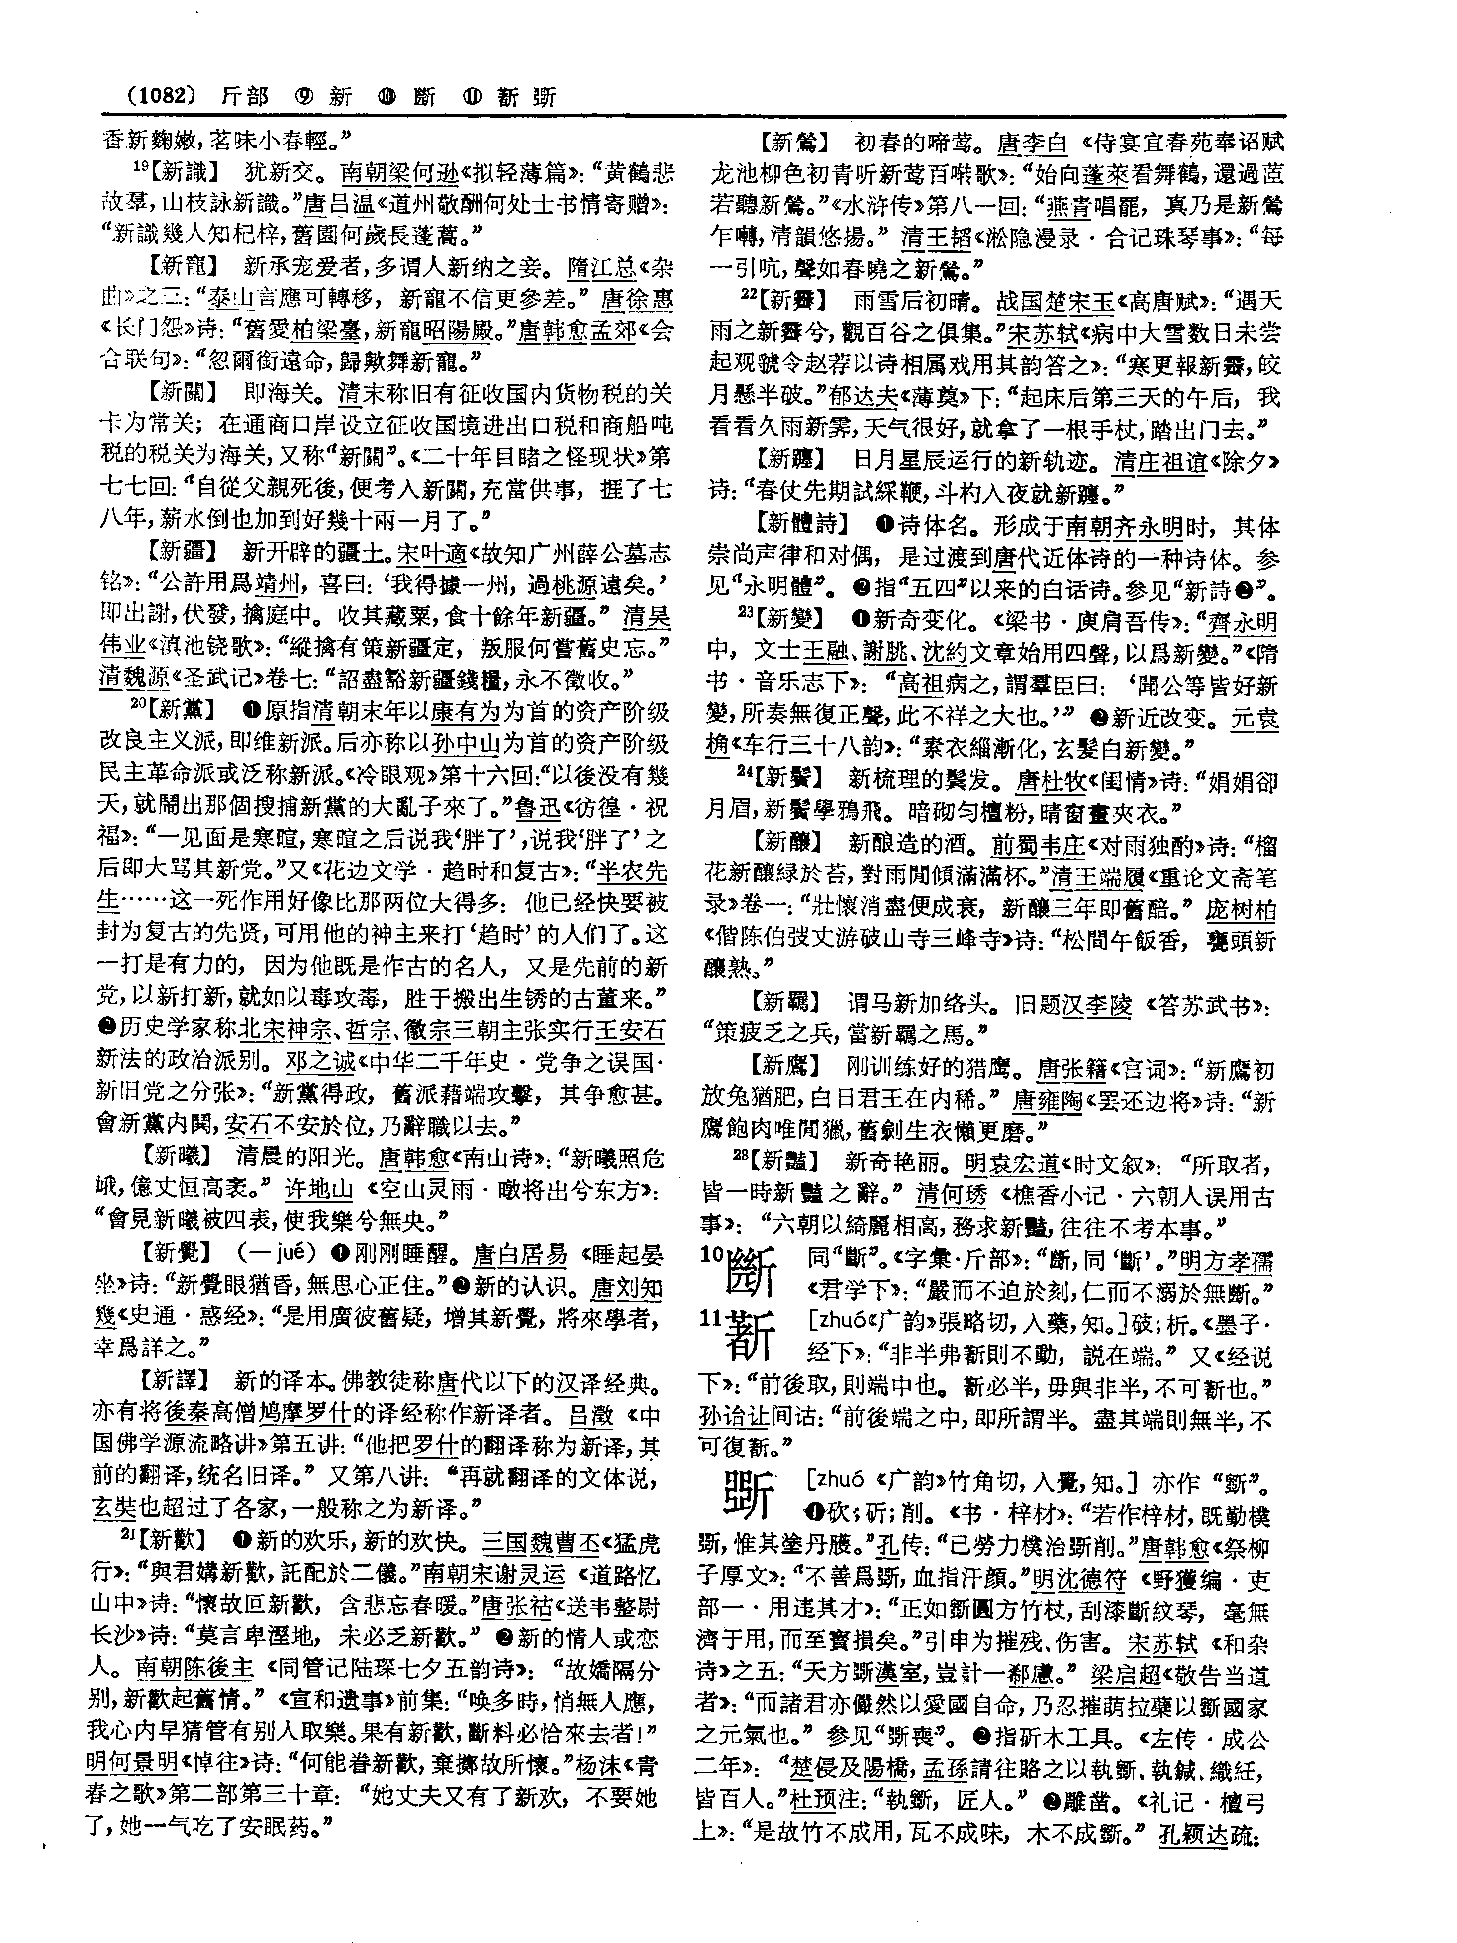 (1082) 斤部 ⑨ 新 ⑩ 斷 ⑪ 斱 斲
香新麴嫩，茗味小春輕。”
19【新識】 犹新交。南朝梁何逊《拟轻薄篇》：“黄鶴悲
故羣，山枝詠新識。”唐吕温《道州敬酬何处士书情寄赠》：
“新識幾人知杞梓，舊園何歲長蓬蒿。”
【新寵】 新承宠爱者，多谓人新纳之妾。隋江总《杂
曲》之三：“泰山言應可轉移，新寵不信更參差。”唐徐惠
《长门怨》诗：“舊愛柏梁臺，新寵昭陽殿。”唐韩愈孟郊《会
合联句》：“忽爾銜遠命，歸歟舞新寵。”
【新關】 即海关。清末称旧有征收国内货物税的关
卡为常关；在通商口岸设立征收国境进出口税和商船吨
税的税关为海关，又称“新關”。《二十年目睹之怪现状》第
七七回：“自從父親死後，便考入新關，充當供事，捱了七
八年，薪水倒也加到好幾十兩一月了。”
【新疆】 新开辟的疆土。宋叶適《故知广州薛公墓志
铭》：“公許用爲靖州，喜曰：‘我得據一州，過桃源遠矣。’
即出謝，伏發，擒庭中。收其藏粟，食十餘年新疆。”清吴
伟业《滇池铙歌》：“縱擒有策新疆定，叛服何嘗舊史忘。”
清魏源《圣武记》卷七：“詔盡豁新疆錢糧，永不徵收。”
20【新黨】 ❶原指清朝末年以康有为为首的资产阶级
改良主义派，即维新派。后亦称以孙中山为首的资产阶级
民主革命派或泛称新派。《冷眼观》第十六回：“以後没有幾
天，就鬧出那個搜捕新黨的大亂子來了。”鲁迅《彷徨·祝
福》：“一见面是寒暄，寒暄之后说我‘胖了’，说我‘胖了’之
后即大骂其新党。”又《花边文学·趋时和复古》：“半农先
生……这一死作用好像比那两位大得多：他已经快要被
封为复古的先贤，可用他的神主来打‘趋时’的人们了。这
一打是有力的，因为他既是作古的名人，又是先前的新
党，以新打新，就如以毒攻毒，胜于搬出生锈的古董来。”
❷历史学家称北宋神宗、哲宗、徽宗三朝主张实行王安石
新法的政治派别。邓之诚《中华二千年史·党争之误国·
新旧党之分张》：“新黨得政，舊派藉端攻擊，其争愈甚。
會新黨内鬨，安石不安於位，乃辭職以去。”
【新曦】 清晨的阳光。唐韩愈《南山诗》：“新曦照危
峨，億丈恒高袤。”许地山《空山灵雨·暾将出兮东方》：
“會見新曦被四表，使我樂兮無央。”
【新覺】 （—jué）❶刚刚睡醒。唐白居易《睡起晏
坐》诗：“新覺眼猶昏，無思心正住。”❷新的认识。唐刘知
幾《史通·惑经》：“是用廣彼舊疑，增其新覺，將來學者，
幸爲詳之。”
【新譯】 新的译本。佛教徒称唐代以下的汉译经典。
亦有将後秦高僧鸠摩罗什的译经称作新译者。吕澂《中
国佛学源流略讲》第五讲：“他把罗什的翻译称为新译，其
前的翻译，统名旧译。”又第八讲：“再就翻译的文体说，
玄奘也超过了各家，一般称之为新译。”
21【新歡】 ❶新的欢乐，新的欢快。三国魏曹丕《猛虎
行》：“與君媾新歡，託配於二儀。”南朝宋谢灵运《道路忆
山中》诗：“懷故叵新歡，含悲忘春暖。”唐张祜《送韦整尉
长沙》诗：“莫言卑溼地，未必乏新歡。”❷新的情人或恋
人。南朝陈後主《同管记陆琛七夕五韵诗》：“故嬌隔分
别，新歡起舊情。”《宣和遗事》前集：“唤多時，悄無人應，
我心内早猜管有别人取樂。果有新歡，斷料必恰來去者！”
明何景明《悼往》诗：“何能眷新歡，棄擲故所懷。”杨沫《青
春之歌》第二部第三十章：“她丈夫又有了新欢，不要她
了，她一气吃了安眠药。”
【新鶯】 初春的啼莺。唐李白《侍宴宜春苑奉诏赋
龙池柳色初青听新莺百啭歌》：“始向蓬萊看舞鶴，還過茝
若聽新鶯。”《水浒传》第八一回：“燕青唱罷，真乃是新鶯
乍囀，清韻悠揚。”清王韬《淞隐漫录·合记珠琴事》：“每
一引吭，聲如春曉之新鶯。”
22【新霽】 雨雪后初晴。战国楚宋玉《高唐赋》：“遇天
雨之新霽兮，觀百谷之俱集。”宋苏轼《病中大雪数日未尝
起观虢令赵荐以诗相属戏用其韵答之》：“寒更報新霽，皎
月懸半破。”郁达夫《薄奠》下：“起床后第三天的午后，我
看看久雨新霁，天气很好，就拿了一根手杖，踏出门去。”
【新躔】 日月星辰运行的新轨迹。清庄祖谊《除夕》
诗：“春仗先期試綵鞭，斗杓入夜就新躔。”
【新體詩】 ❶诗体名。形成于南朝齐永明时，其体
崇尚声律和对偶，是过渡到唐代近体诗的一种诗体。参
见“永明體”。❷指“五四”以来的白话诗。参见“新詩❷”。
23【新變】 ❶新奇变化。《梁书·庾肩吾传》：“齊永明
中，文士王融、謝朓、沈約文章始用四聲，以爲新變。”《隋
书·音乐志下》：“高祖病之，謂羣臣曰：‘聞公等皆好新
變，所奏無復正聲，此不祥之大也。’”❷新近改变。元袁
桷《车行三十八韵》：“素衣緇漸化，玄髮白新變。”
24【新鬢】 新梳理的鬓发。唐杜牧《闺情》诗：“娟娟卻
月眉，新鬢學鴉飛。暗砌匀檀粉，晴窗畫夾衣。”
【新釀】 新酿造的酒。前蜀韦庄《对雨独酌》诗：“榴
花新釀緑於苔，對雨閒傾滿滿杯。”清王端履《重论文斋笔
录》卷一：“壯懷消盡便成衰，新釀三年即舊醅。”庞树柏
《偕陈伯弢丈游破山寺三峰寺》诗：“松間午飯香，甕頭新
釀熟。”
【新羈】 谓马新加络头。旧题汉李陵《答苏武书》：
“策疲乏之兵，當新羈之馬。”
【新鷹】 刚训练好的猎鹰。唐张籍《宫词》：“新鷹初
放兔猶肥，白日君王在内稀。”唐雍陶《罢还边将》诗：“新
鷹飽肉唯閒獵，舊劍生衣懶更磨。”
28【新豔】 新奇艳丽。明袁宏道《时文叙》：“所取者，
皆一時新豔之辭。”清何琇《樵香小记·六朝人误用古
事》：“六朝以綺麗相高，務求新豔，往往不考本事。”
10 同“斷”。《字彙·斤部》：“斷，同‘斷’。”明方孝孺
《君学下》：“嚴而不迫於刻，仁而不溺於無斷。”
11 [zhuó《广韵》張略切，入藥，知。]破；析。《墨子·
经下》：“非半弗斱則不動，説在端。”又《经说
下》：“前後取，則端中也。斱必半，毋與非半，不可斱也。”
孙诒让间诂：“前後端之中，即所謂半。盡其端則無半，不
可復斱。”
斲 [zhuó《广韵》竹角切，入覺，知。]亦作“斵”。
❶砍；斫；削。《书·梓材》：“若作梓材，既勤樸
斲，惟其塗丹雘。”孔传：“已勞力樸治斲削。”唐韩愈《祭柳
子厚文》：“不善爲斲，血指汗顔。”明沈德符《野獲编·吏
部一·用违其才》：“正如斵圓方竹杖，刮漆斷紋琴，毫無
濟于用，而至寳損矣。”引申为摧残、伤害。宋苏轼《和杂
诗》之五：“天方斲漢室，豈計一郗慮。”梁启超《敬告当道
者》：“而諸君亦儼然以愛國自命，乃忍摧萌拉蘖以斵國家
之元氣也。”参见“斲喪”。❷指斫木工具。《左传·成公
二年》：“楚侵及陽橋，孟孫請往賂之以執斵、執鍼、織紝，
皆百人。”杜预注：“執斵，匠人。”❸雕凿。《礼记·檀弓
上》：“是故竹不成用，瓦不成味，木不成斵。”孔颖达疏：